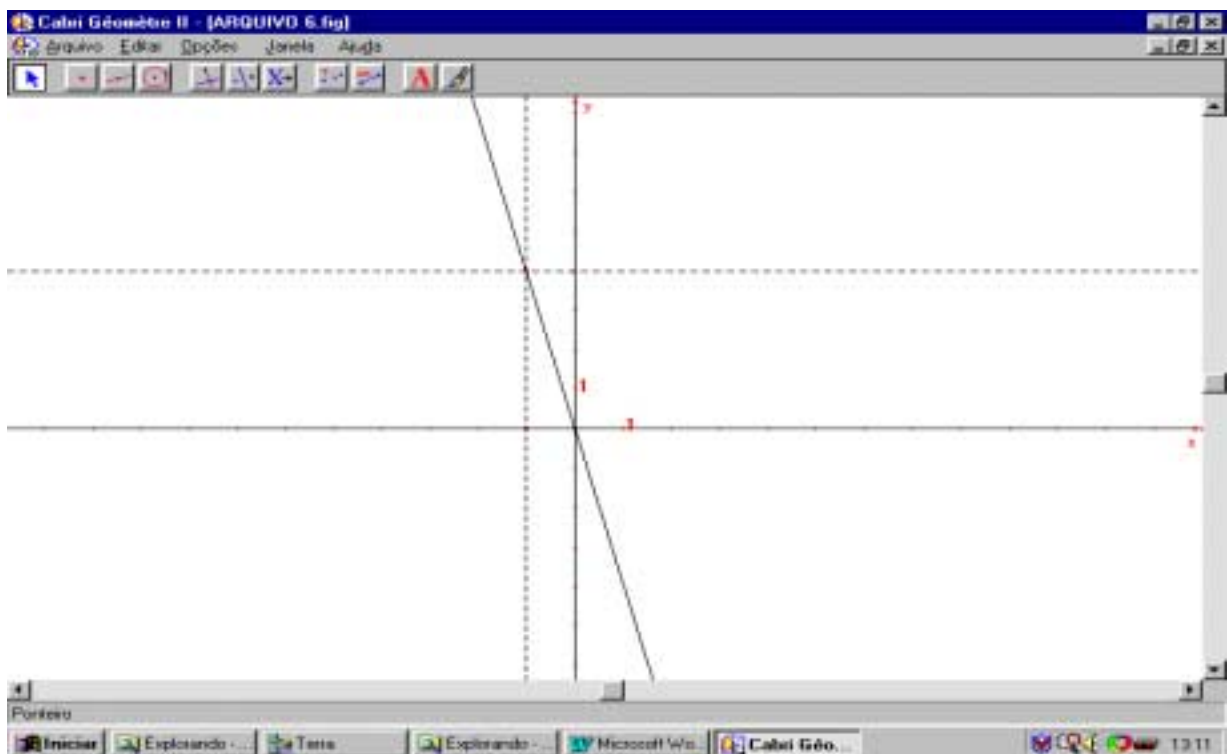 Cabri Géomètre II - [ARQUIVO 6.fig]
Arquivo Editar Opções Janela Ajuda
A
y
1
1
x
Ponteiro
Iniciar Explorando - ... Terra Explorando - ... Microsoft Wo... Cabri Géo... 13:11